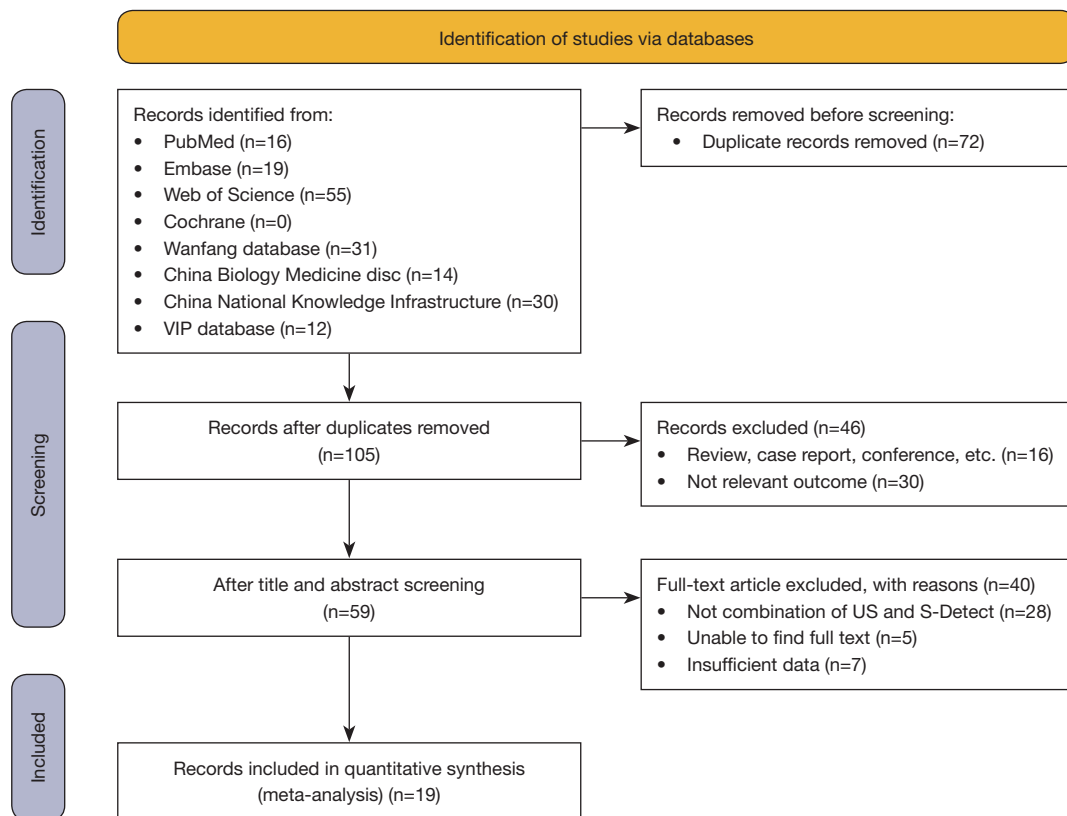 Identification of studies via databases
Identification
Records identified from:
• PubMed (n=16)
• Embase (n=19)
• Web of Science (n=55)
• Cochrane (n=0)
• Wanfang database (n=31)
• China Biology Medicine disc (n=14)
• China National Knowledge Infrastructure (n=30)
• VIP database (n=12)
Records removed before screening:
• Duplicate records removed (n=72)
Screening
Records after duplicates removed
(n=105)
Records excluded (n=46)
• Review, case report, conference, etc. (n=16)
• Not relevant outcome (n=30)
After title and abstract screening
(n=59)
Full-text article excluded, with reasons (n=40)
• Not combination of US and S-Detect (n=28)
• Unable to find full text (n=5)
• Insufficient data (n=7)
Included
Records included in quantitative synthesis
(meta-analysis) (n=19)